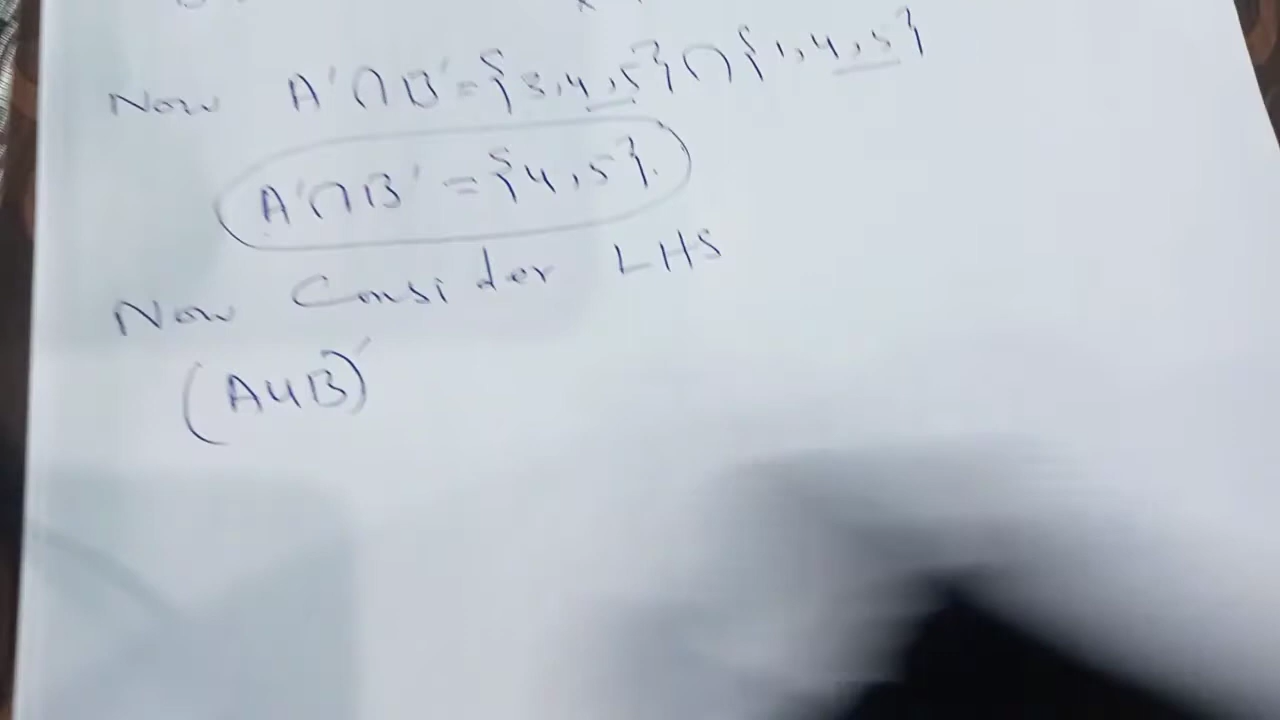 Now A'∩B' = {3,4,5}∩{1,4,5}
A'∩B' = {4,5}.
Now Consider LHS
(A∪B)'